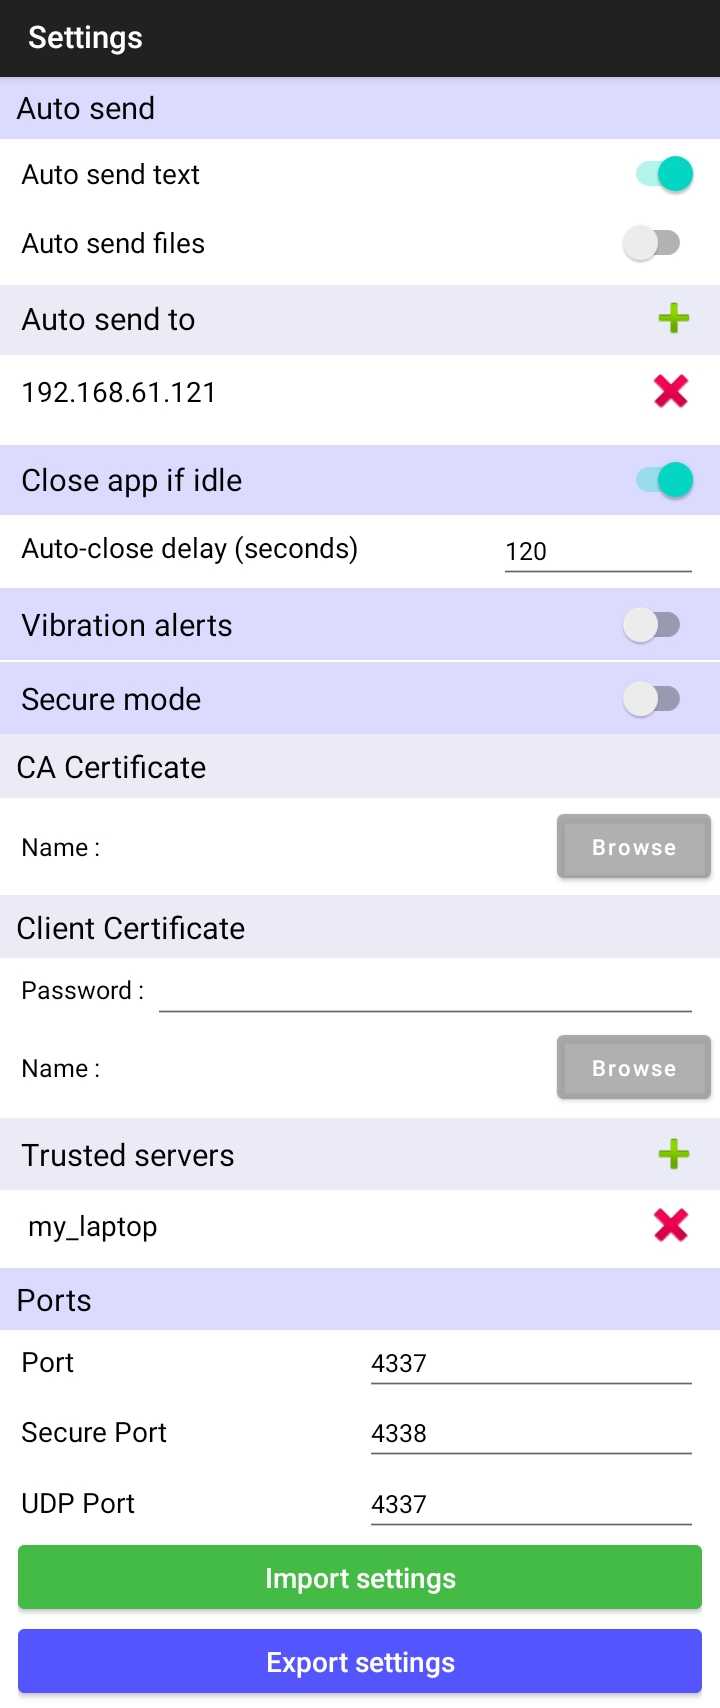 Settings
Auto send
Auto send text
Auto send files
Auto send to
192.168.61.121
Close app if idle
Auto-close delay (seconds) 120
Vibration alerts
Secure mode
CA Certificate
Name : Browse
Client Certificate
Password :
Name : Browse
Trusted servers
my_laptop
Ports
Port 4337
Secure Port 4338
UDP Port 4337
Import settings
Export settings